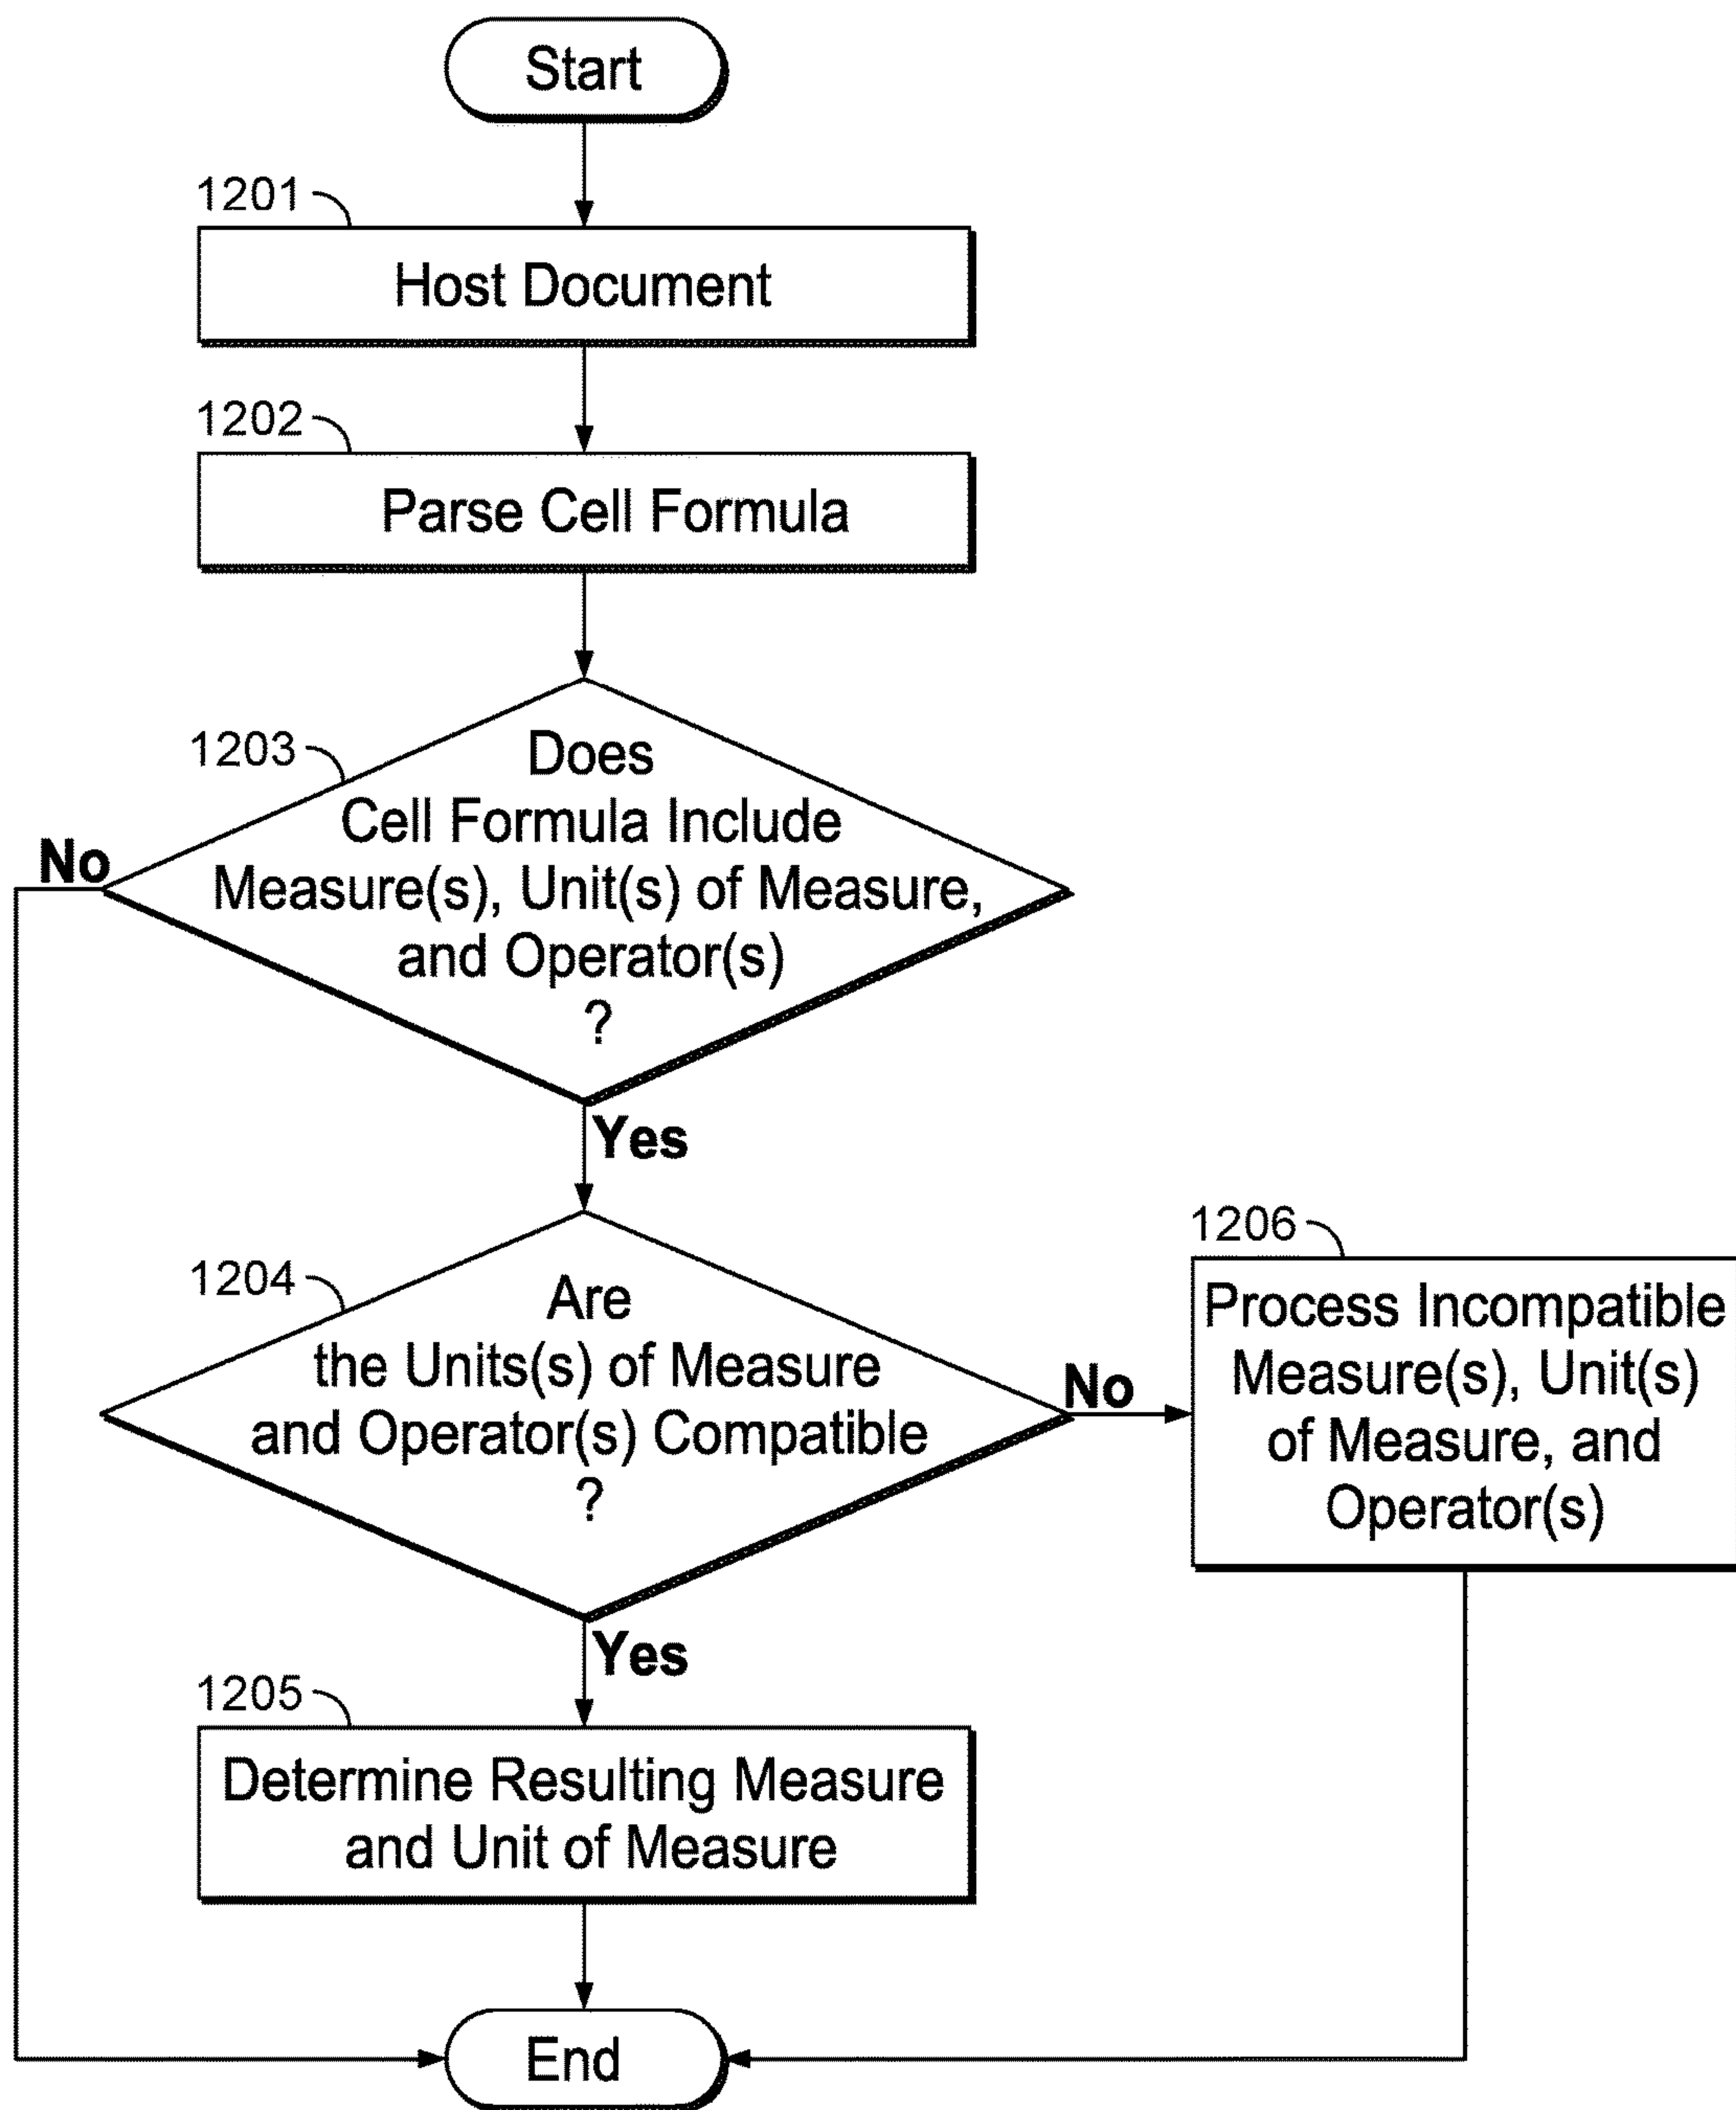 Start
1201
Host Document
1202
Parse Cell Formula
1203
Does
Cell Formula Include
Measure(s), Unit(s) of Measure,
and Operator(s)
?
No
Yes
1204
Are
the Units(s) of Measure
and Operator(s) Compatible
?
No
1206
Process Incompatible
Measure(s), Unit(s)
of Measure, and
Operator(s)
Yes
1205
Determine Resulting Measure
and Unit of Measure
End